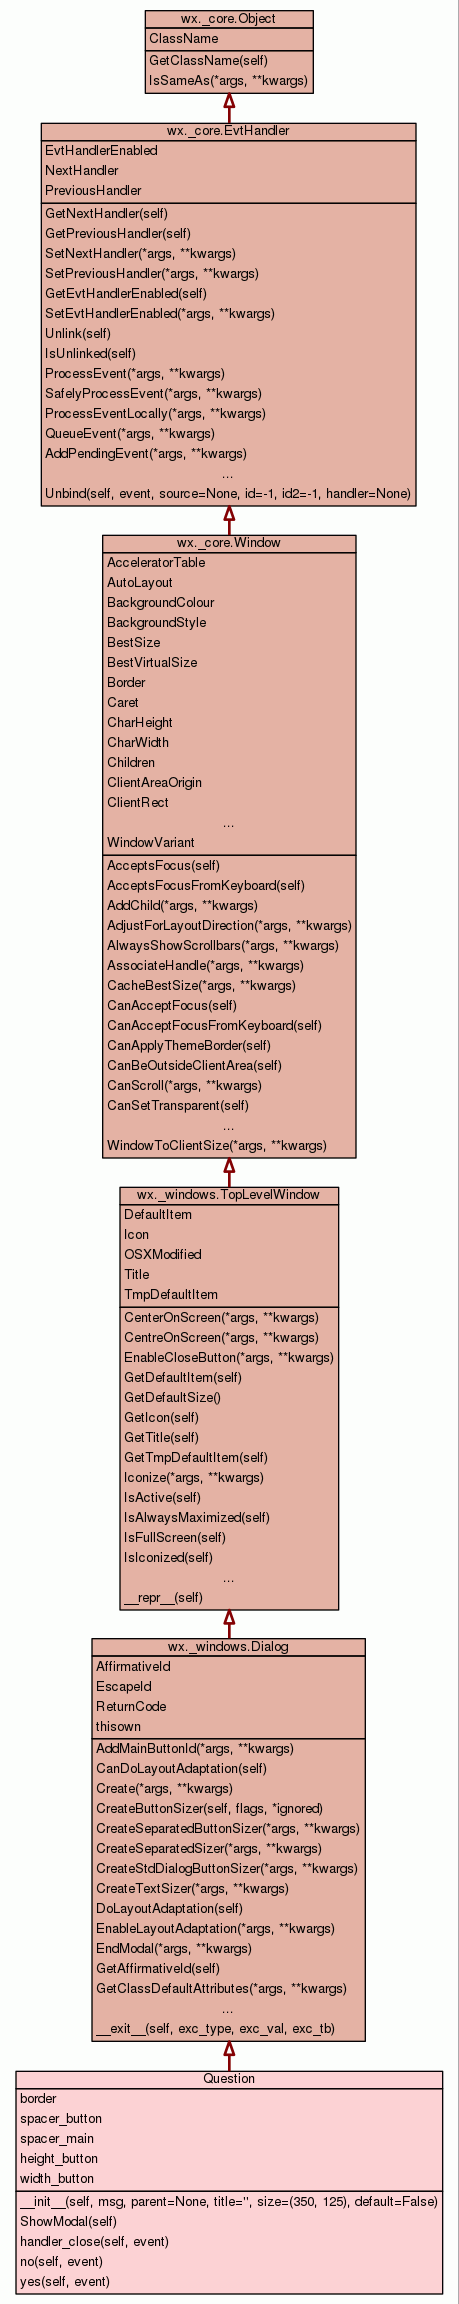 wx._core.Object
ClassName
GetClassName(self)
IsSameAs(*args, **kwargs)
wx._core.EvtHandler
EvtHandlerEnabled
NextHandler
PreviousHandler
GetNextHandler(self)
GetPreviousHandler(self)
SetNextHandler(*args, **kwargs)
SetPreviousHandler(*args, **kwargs)
GetEvtHandlerEnabled(self)
SetEvtHandlerEnabled(*args, **kwargs)
Unlink(self)
IsUnlinked(self)
ProcessEvent(*args, **kwargs)
SafelyProcessEvent(*args, **kwargs)
ProcessEventLocally(*args, **kwargs)
QueueEvent(*args, **kwargs)
AddPendingEvent(*args, **kwargs)
...
Unbind(self, event, source=None, id=-1, id2=-1, handler=None)
wx._core.Window
AcceleratorTable
AutoLayout
BackgroundColour
BackgroundStyle
BestSize
BestVirtualSize
Border
Caret
CharHeight
CharWidth
Children
ClientAreaOrigin
ClientRect
...
WindowVariant
AcceptsFocus(self)
AcceptsFocusFromKeyboard(self)
AddChild(*args, **kwargs)
AdjustForLayoutDirection(*args, **kwargs)
AlwaysShowScrollbars(*args, **kwargs)
AssociateHandle(*args, **kwargs)
CacheBestSize(*args, **kwargs)
CanAcceptFocus(self)
CanAcceptFocusFromKeyboard(self)
CanApplyThemeBorder(self)
CanBeOutsideClientArea(self)
CanScroll(*args, **kwargs)
CanSetTransparent(self)
...
WindowToClientSize(*args, **kwargs)
wx._windows.TopLevelWindow
DefaultItem
Icon
OSXModified
Title
TmpDefaultItem
CenterOnScreen(*args, **kwargs)
CentreOnScreen(*args, **kwargs)
EnableCloseButton(*args, **kwargs)
GetDefaultItem(self)
GetDefaultSize()
GetIcon(self)
GetTitle(self)
GetTmpDefaultItem(self)
Iconize(*args, **kwargs)
IsActive(self)
IsAlwaysMaximized(self)
IsFullScreen(self)
IsIconized(self)
...
__repr__(self)
wx._windows.Dialog
AffirmativeId
EscapeId
ReturnCode
thisown
AddMainButtonId(*args, **kwargs)
CanDoLayoutAdaptation(self)
Create(*args, **kwargs)
CreateButtonSizer(self, flags, *ignored)
CreateSeparatedButtonSizer(*args, **kwargs)
CreateSeparatedSizer(*args, **kwargs)
CreateStdDialogButtonSizer(*args, **kwargs)
CreateTextSizer(*args, **kwargs)
DoLayoutAdaptation(self)
EnableLayoutAdaptation(*args, **kwargs)
EndModal(*args, **kwargs)
GetAffirmativeId(self)
GetClassDefaultAttributes(*args, **kwargs)
...
__exit__(self, exc_type, exc_val, exc_tb)
Question
border
spacer_button
spacer_main
height_button
width_button
__init__(self, msg, parent=None, title='', size=(350, 125), default=False)
ShowModal(self)
handler_close(self, event)
no(self, event)
yes(self, event)